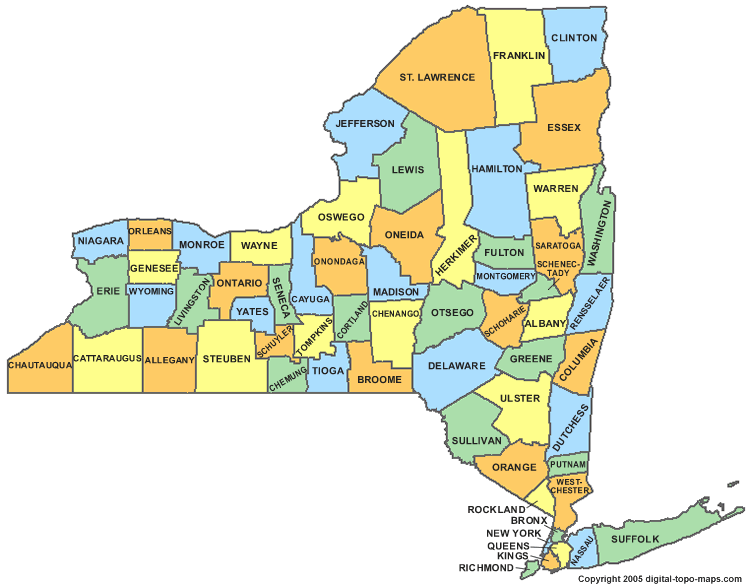 CLINTON
FRANKLIN
ST. LAWRENCE
ESSEX
JEFFERSON
LEWIS
HAMILTON
WARREN
WASHINGTON
OSWEGO
ONEIDA
HERKIMER
FULTON
SARATOGA
SCHENEC-
TADY
NIAGARA
ORLEANS
MONROE
WAYNE
GENESEE
ERIE
WYOMING
LIVINGSTON
ONTARIO
YATES
SENECA
CAYUGA
ONONDAGA
MADISON
MONTGOMERY
RENSSELAER
CORTLAND
CHENANGO
OTSEGO
SCHOHARIE
ALBANY
CHAUTAUQUA
CATTARAUGUS
ALLEGANY
STEUBEN
SCHUYLER
TOMPKINS
CHEMUNG
TIOGA
BROOME
DELAWARE
GREENE
COLUMBIA
ULSTER
DUTCHESS
SULLIVAN
ORANGE
PUTNAM
WEST-
CHESTER
ROCKLAND
BRONX
NEW YORK
QUEENS
KINGS
RICHMOND
NASSAU
SUFFOLK
Copyright 2005 digital-topo-maps.com